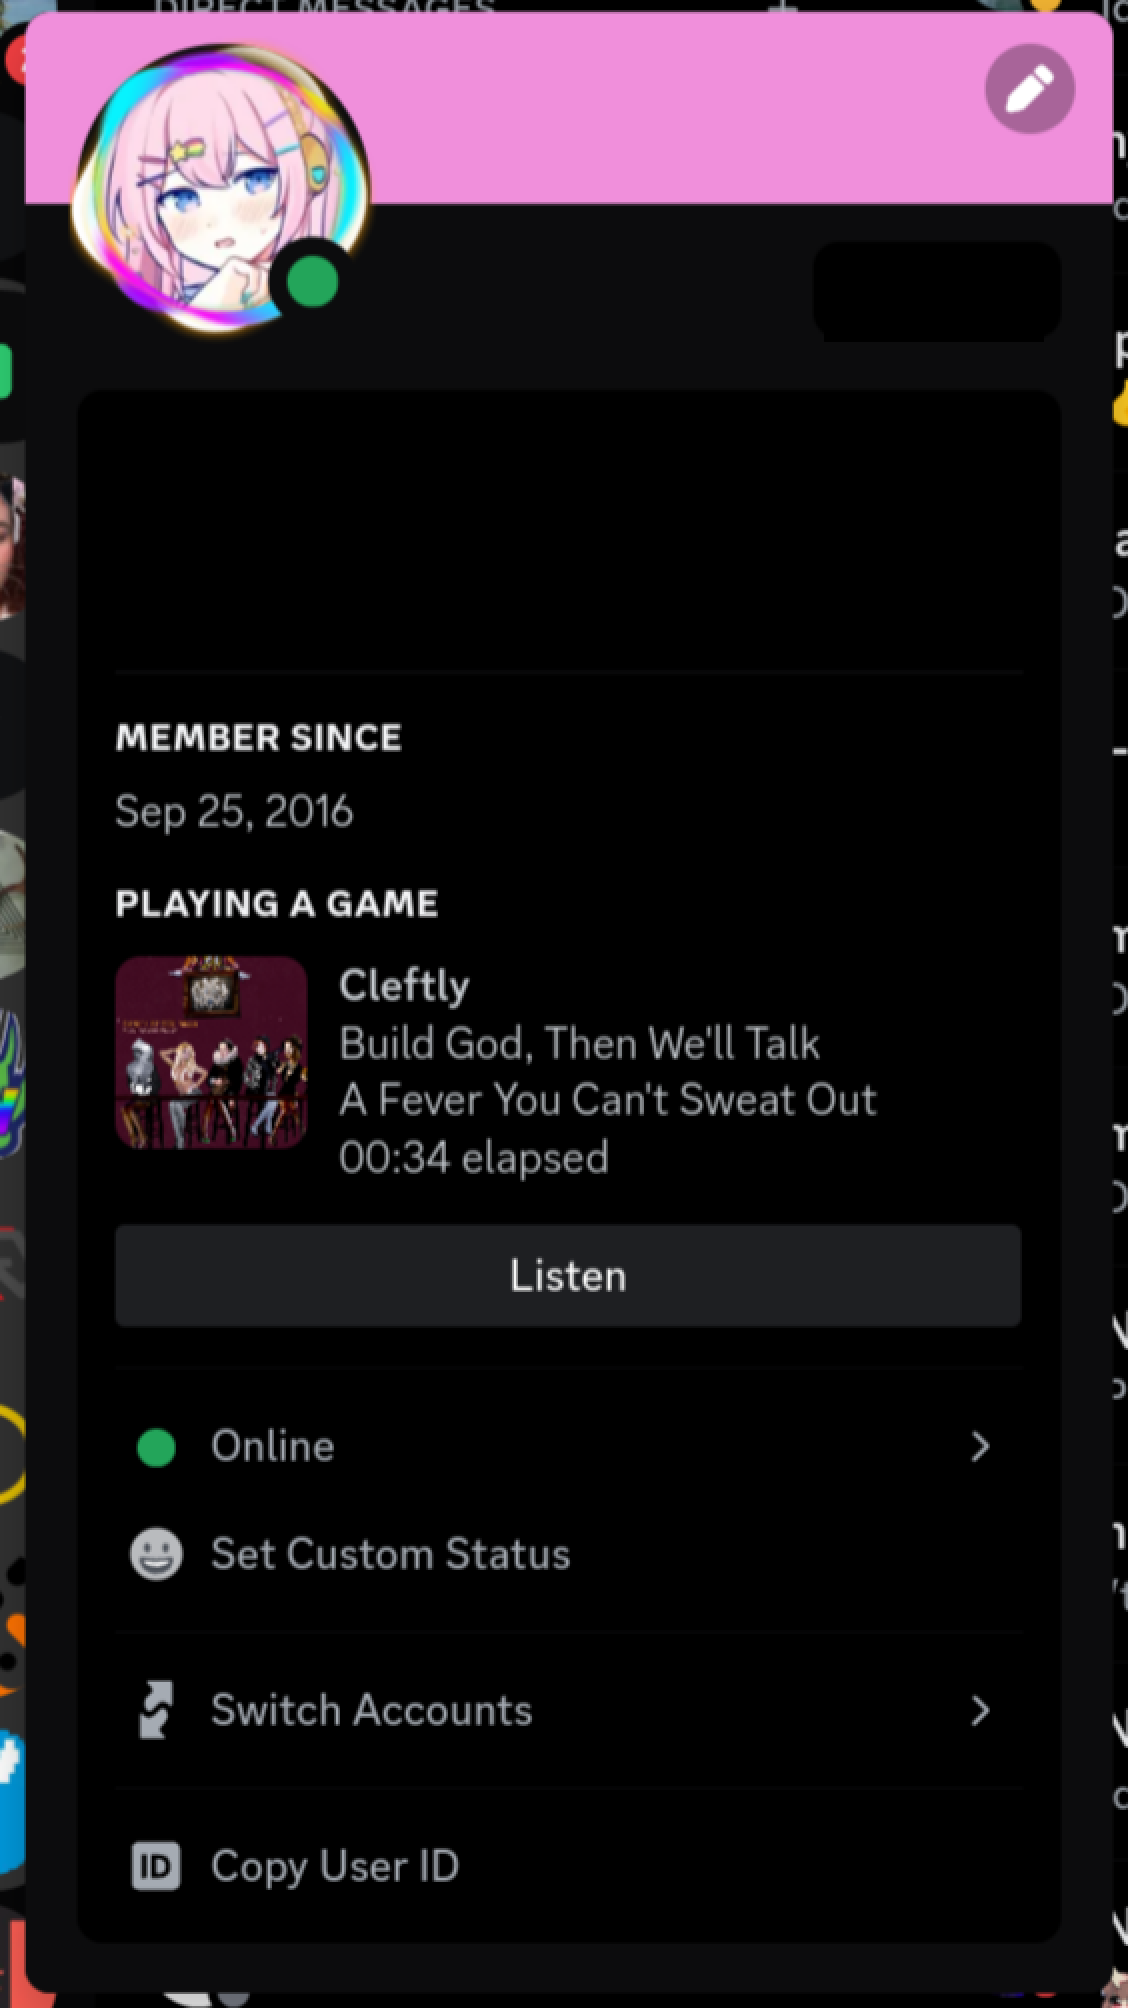 DIRECT MESSAGES
MEMBER SINCE
Sep 25, 2016
PLAYING A GAME
Cleftly
Build God, Then We'll Talk
A Fever You Can't Sweat Out
00:34 elapsed
Listen
Online
Set Custom Status
Switch Accounts
ID
Copy User ID